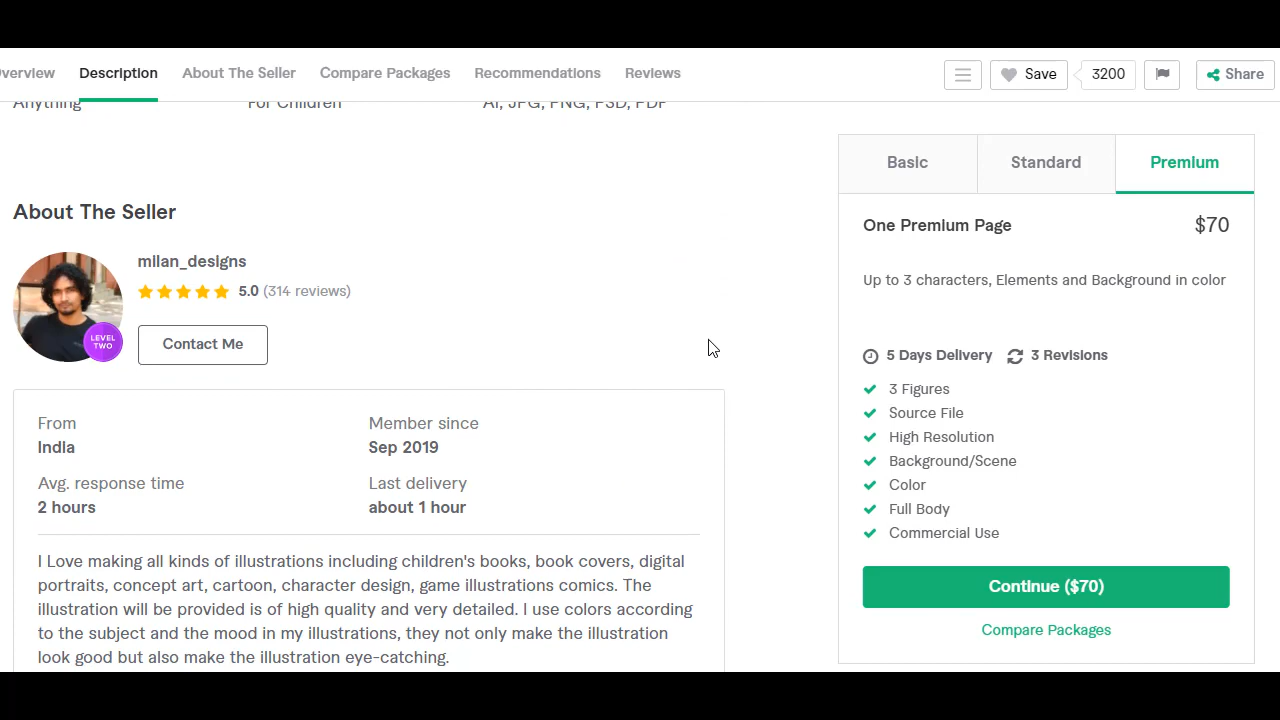 verview Description About The Seller Compare Packages Recommendations Reviews Save 3200 Share
Anything For Children AI, JPG, PNG, PSD, PDF
About The Seller
milan_designs
5.0 (314 reviews)
LEVEL
TWO
Contact Me
From Member since
India Sep 2019
Avg. response time Last delivery
2 hours about 1 hour
I Love making all kinds of illustrations including children's books, book covers, digital
portraits, concept art, cartoon, character design, game illustrations comics. The
illustration will be provided is of high quality and very detailed. I use colors according
to the subject and the mood in my illustrations, they not only make the illustration
look good but also make the illustration eye-catching.
Basic Standard Premium
One Premium Page $70
Up to 3 characters, Elements and Background in color
5 Days Delivery 3 Revisions
3 Figures
Source File
High Resolution
Background/Scene
Color
Full Body
Commercial Use
Continue ($70)
Compare Packages